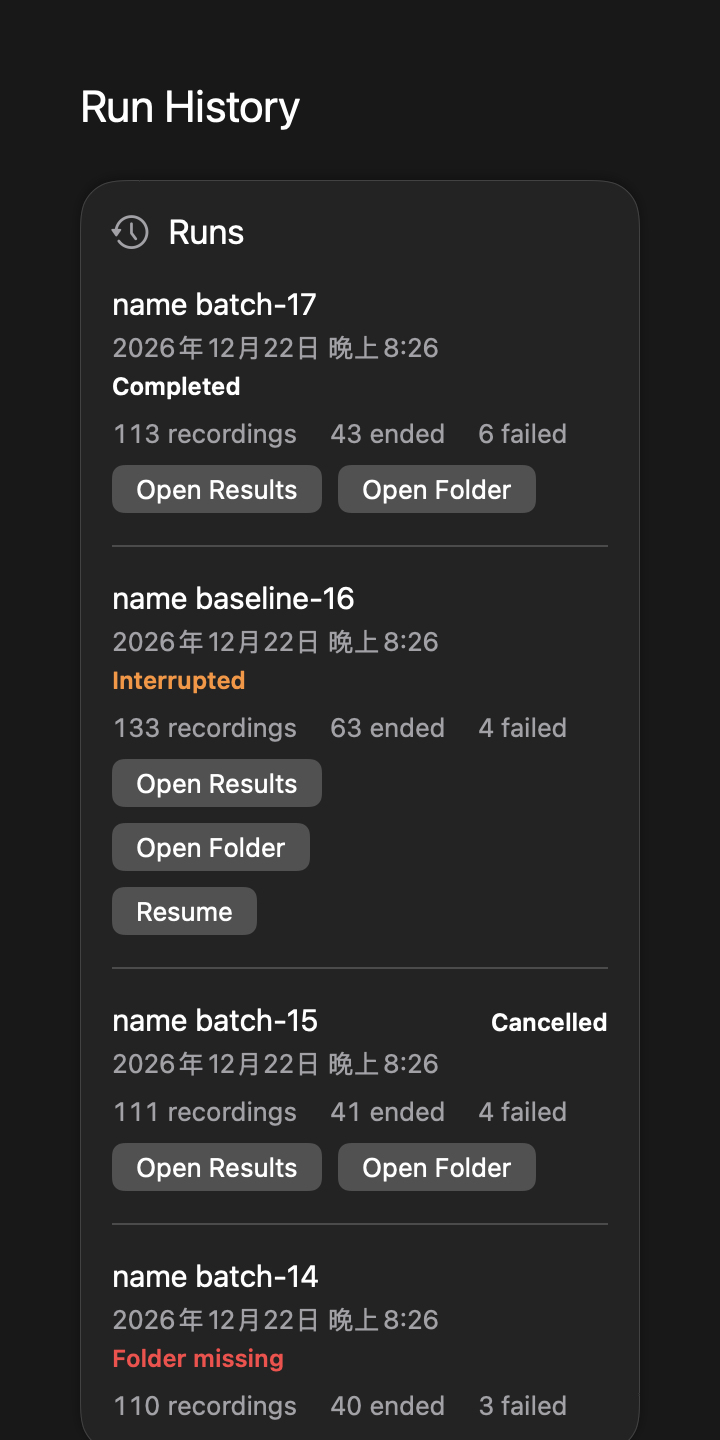 Run History
Runs
name batch-17
2026年12月22日 晚上8:26
Completed
113 recordings 43 ended 6 failed
Open Results Open Folder
name baseline-16
2026年12月22日 晚上8:26
Interrupted
133 recordings 63 ended 4 failed
Open Results
Open Folder
Resume
name batch-15 Cancelled
2026年12月22日 晚上8:26
111 recordings 41 ended 4 failed
Open Results Open Folder
name batch-14
2026年12月22日 晚上8:26
Folder missing
110 recordings 40 ended 3 failed